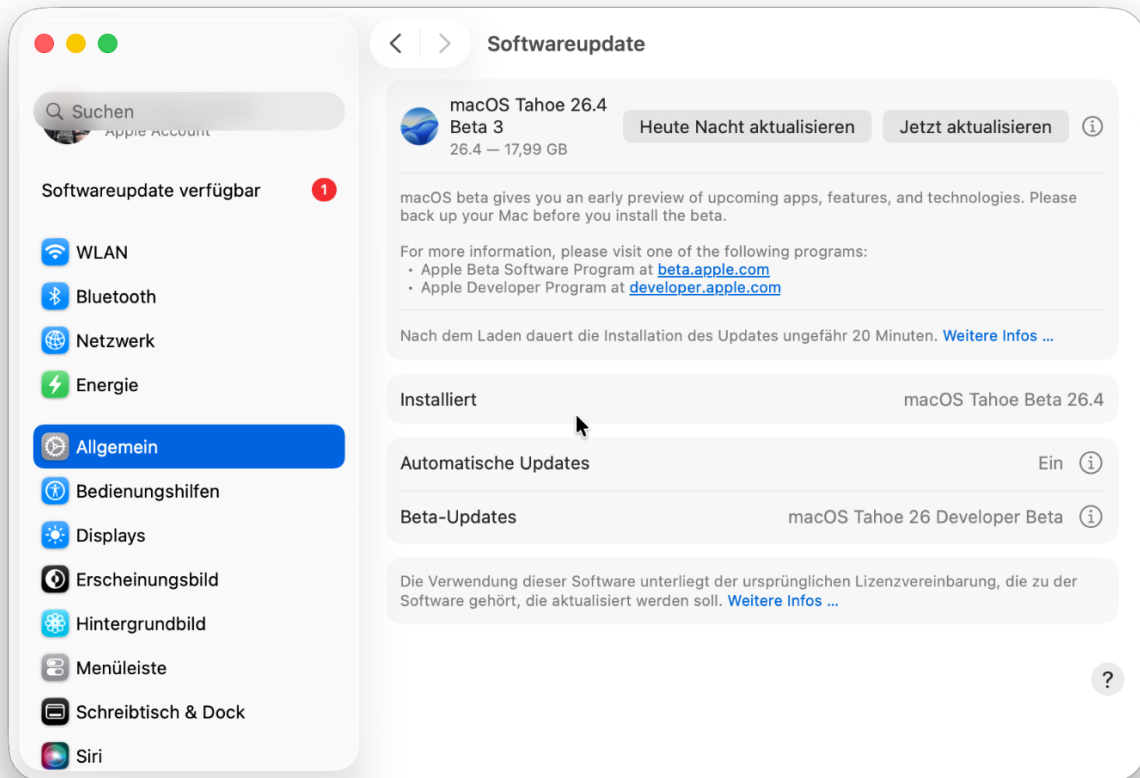 Suchen
Apple Account
Softwareupdate verfügbar
1
WLAN
Bluetooth
Netzwerk
Energie
Allgemein
Bedienungshilfen
Displays
Erscheinungsbild
Hintergrundbild
Menüleiste
Schreibtisch & Dock
Siri
Softwareupdate
macOS Tahoe 26.4
Beta 3
26.4 — 17,99 GB
Heute Nacht aktualisieren
Jetzt aktualisieren
macOS beta gives you an early preview of upcoming apps, features, and technologies. Please
back up your Mac before you install the beta.
For more information, please visit one of the following programs:
• Apple Beta Software Program at beta.apple.com
• Apple Developer Program at developer.apple.com
Nach dem Laden dauert die Installation des Updates ungefähr 20 Minuten. Weitere Infos ...
Installiert
macOS Tahoe Beta 26.4
Automatische Updates
Ein
Beta-Updates
macOS Tahoe 26 Developer Beta
Die Verwendung dieser Software unterliegt der ursprünglichen Lizenzvereinbarung, die zu der
Software gehört, die aktualisiert werden soll. Weitere Infos ...
?